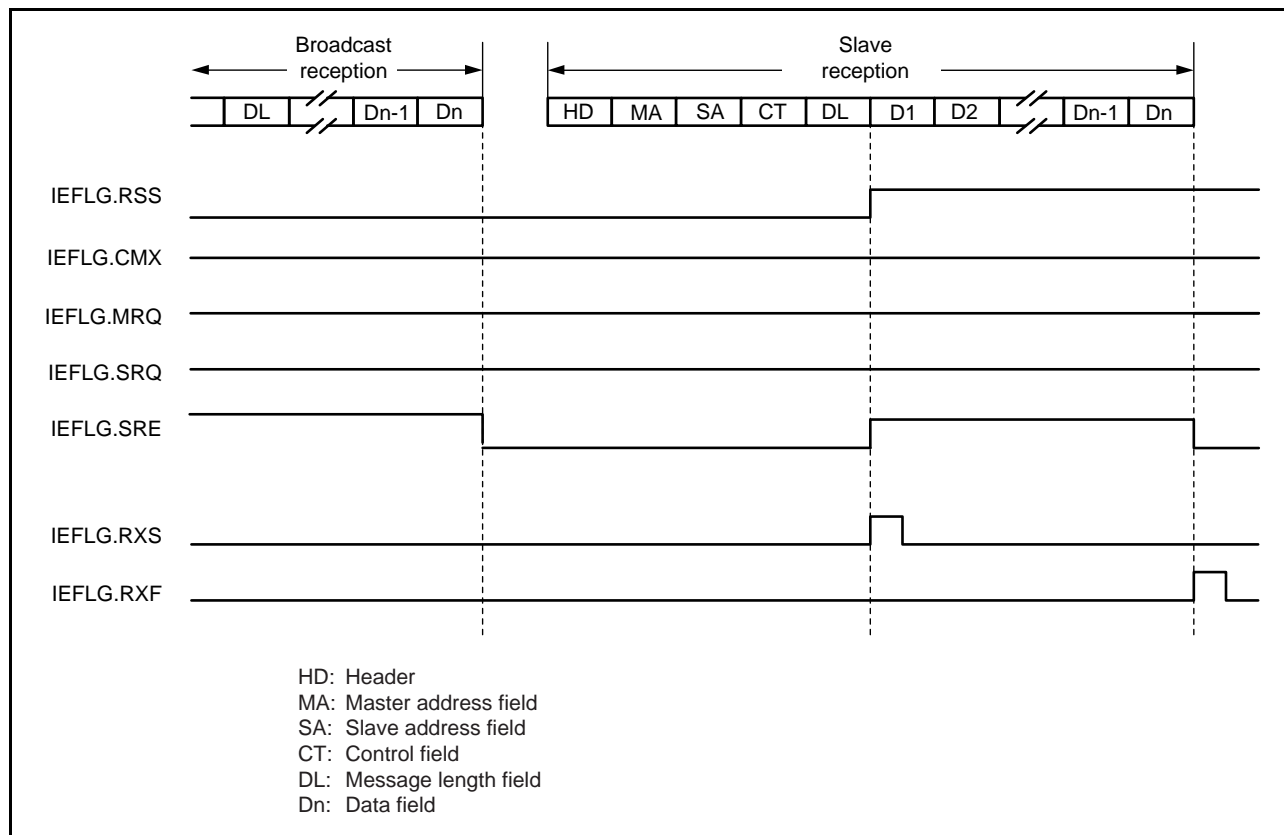 Broadcast
reception
Slave
reception
DL Dn-1 Dn HD MA SA CT DL D1 D2 Dn-1 Dn
IEFLG.RSS
IEFLG.CMX
IEFLG.MRQ
IEFLG.SRQ
IEFLG.SRE
IEFLG.RXS
IEFLG.RXF
HD: Header
MA: Master address field
SA: Slave address field
CT: Control field
DL: Message length field
Dn: Data field